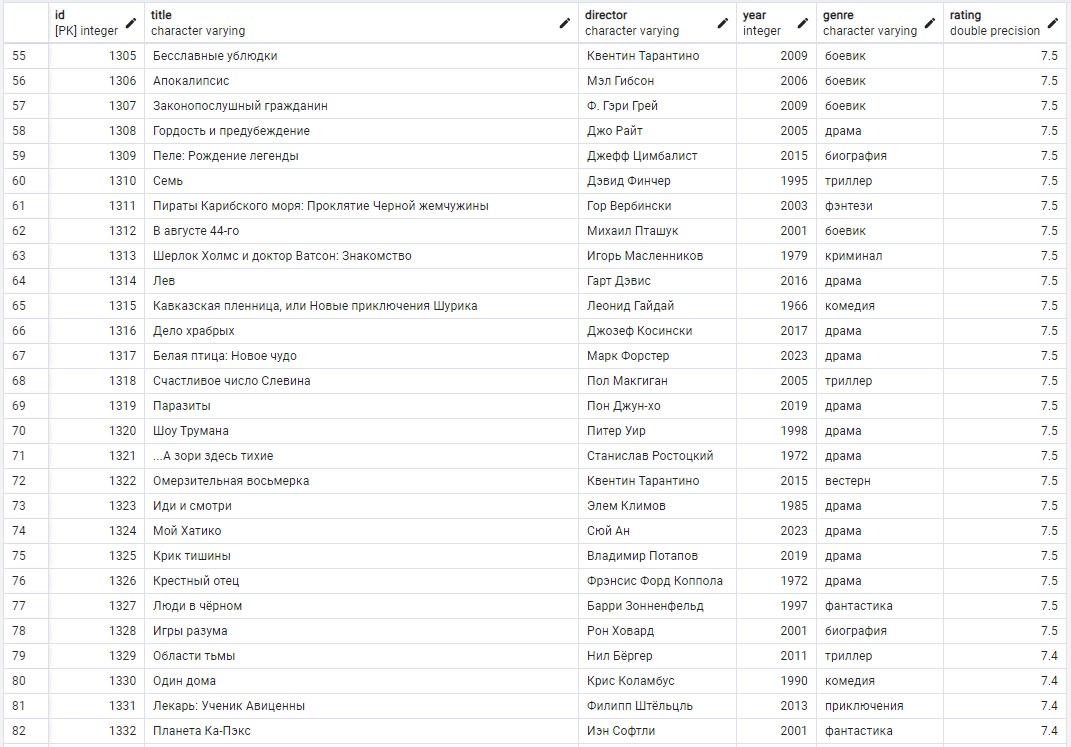 id title director year genre rating
[PK] integer character varying character varying integer character varying double precision
55 1305 Бесславные ублюдки Квентин Тарантино 2009 боевик 7.5
56 1306 Апокалипсис Мэл Гибсон 2006 боевик 7.5
57 1307 Законопослушный гражданин Ф. Гэри Грей 2009 боевик 7.5
58 1308 Гордость и предубеждение Джо Райт 2005 драма 7.5
59 1309 Пеле: Рождение легенды Джефф Цимбалист 2015 биография 7.5
60 1310 Семь Дэвид Финчер 1995 триллер 7.5
61 1311 Пираты Карибского моря: Проклятие Черной жемчужины Гор Вербински 2003 фэнтези 7.5
62 1312 В августе 44-го Михаил Пташук 2001 боевик 7.5
63 1313 Шерлок Холмс и доктор Ватсон: Знакомство Игорь Масленников 1979 криминал 7.5
64 1314 Лев Гарт Дэвис 2016 драма 7.5
65 1315 Кавказская пленница, или Новые приключения Шурика Леонид Гайдай 1966 комедия 7.5
66 1316 Дело храбрых Джозеф Косински 2017 драма 7.5
67 1317 Белая птица: Новое чудо Марк Форстер 2023 драма 7.5
68 1318 Счастливое число Слевина Пол Макгиган 2005 триллер 7.5
69 1319 Паразиты Пон Джун-хо 2019 драма 7.5
70 1320 Шоу Трумана Питер Уир 1998 драма 7.5
71 1321 ...А зори здесь тихие Станислав Ростоцкий 1972 драма 7.5
72 1322 Омерзительная восьмерка Квентин Тарантино 2015 вестерн 7.5
73 1323 Иди и смотри Элем Климов 1985 драма 7.5
74 1324 Мой Хатико Сюй Ан 2023 драма 7.5
75 1325 Крик тишины Владимир Потапов 2019 драма 7.5
76 1326 Крестный отец Фрэнсис Форд Коппола 1972 драма 7.5
77 1327 Люди в чёрном Барри Зонненфельд 1997 фантастика 7.5
78 1328 Игры разума Рон Ховард 2001 биография 7.5
79 1329 Области тьмы Нил Бёргер 2011 триллер 7.4
80 1330 Один дома Крис Коламбус 1990 комедия 7.4
81 1331 Лекарь: Ученик Авиценны Филипп Штёльцль 2013 приключения 7.4
82 1332 Планета Ка-Пэкс Иэн Софтли 2001 фантастика 7.4